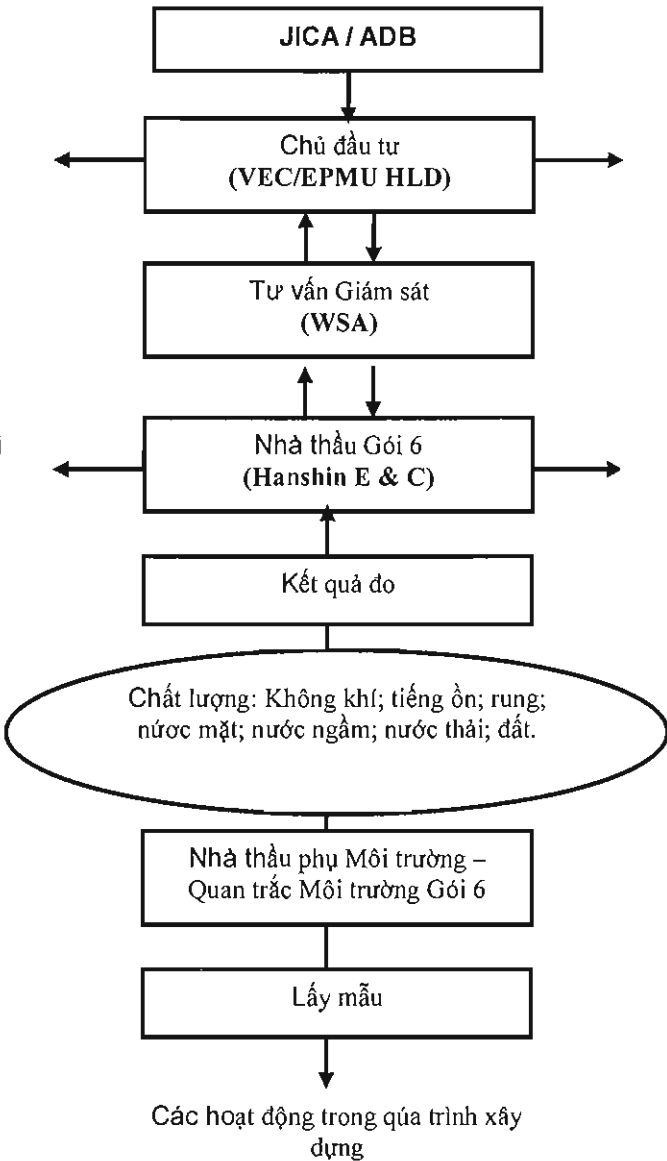 JICA / ADB
Chủ đầu tư
(VEC/EPMU HLD)
Tư vấn Giám sát
(WSA)
Nhà thầu Gói 6
(Hanshin E & C)
Kết quả đo
Chất lượng: Không khí; tiếng ồn; rung;
nứơc mặt; nước ngầm; nước thải; đất.
Nhà thầu phụ Môi trường –
Quan trắc Môi trường Gói 6
Lấy mẫu
Các hoạt động trong qúa trình xây
dựng